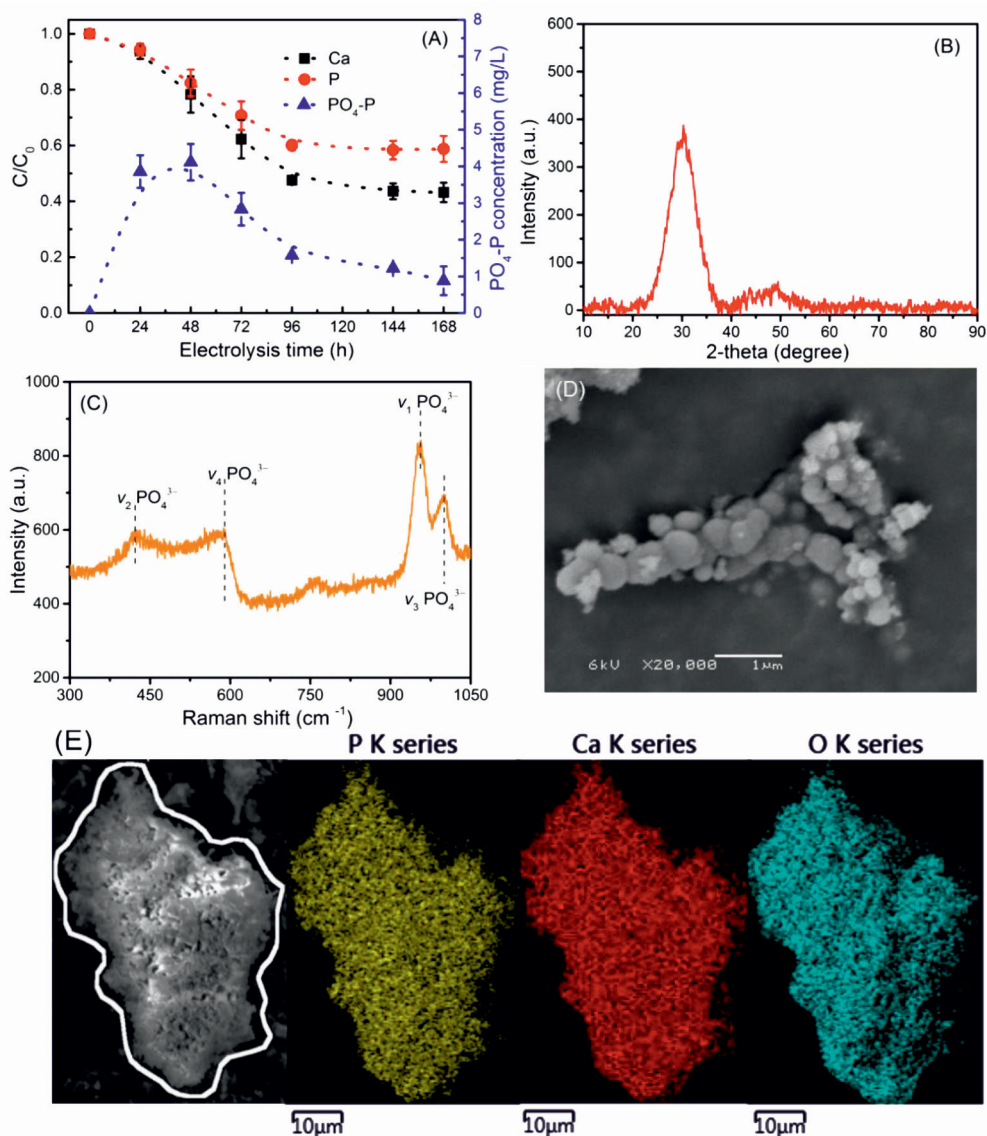 (A)
Ca
P
PO₄-P
1.0
0.8
0.6
0.4
0.2
0.0
C/C₀
8
7
6
5
4
3
2
1
0
PO₄-P concentration (mg/L)
0 24 48 72 96 120 144 168
Electrolysis time (h)
(B)
600
500
400
300
200
100
0
Intensity (a.u.)
10 20 30 40 50 60 70 80 90
2-theta (degree)
(C)
1000
800
600
400
200
Intensity (a.u.)
v₁ PO₄³⁻
v₂ PO₄³⁻
v₄ PO₄³⁻
v₃ PO₄³⁻
300 450 600 750 900 1050
Raman shift (cm ⁻¹)
(D)
6kV X20,000 1µm
(E)
P K series
Ca K series
O K series
10µm
10µm
10µm